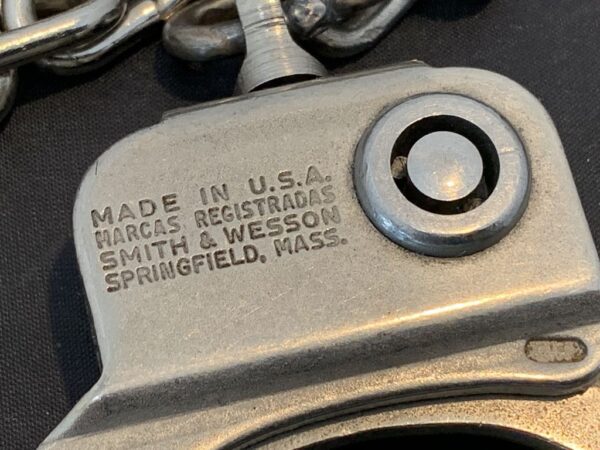 MADE IN U.S.A.
MARCAS REGISTRADAS
SMITH & WESSON
SPRINGFIELD, MASS.